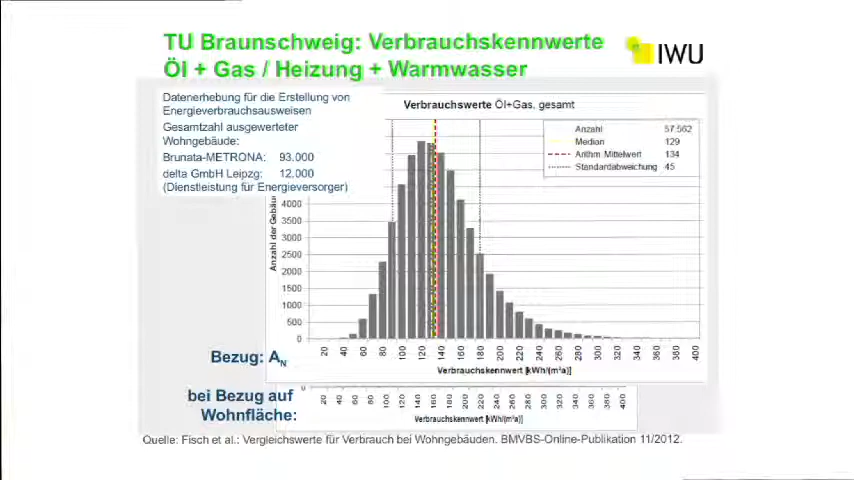 TU Braunschweig: Verbrauchskennwerte
Öl + Gas / Heizung + Warmwasser
IWU
Datenerhebung für die Erstellung von
Energieverbrauchsausweisen
Gesamtzahl ausgewerteter
Wohngebäude:
Brunata-METRONA: 93.000
delta GmbH Leipzg: 12.000
(Dienstleistung für Energieversorger)
Verbrauchswerte Öl+Gas, gesamt
Anzahl 57.562
Median 129
Arithm Mittelwert 134
Standardabweichung 45
Anzahl der Gebäu
4000
3500
3000
2500
2000
1500
1000
500
0
20 40 60 80 100 120 140 160 180 200 220 240 260 280 300 320 340 360 380 400
Verbrauchskennwert [kWh/(m²a)]
Bezug: AN
0
20 40 60 80 100 120 140 160 180 200 220 240 260 280 300 320 340 360 380 400
Verbrauchskennwert [kWh/(m²a)]
bei Bezug auf
Wohnfläche:
Quelle: Fisch et al.: Vergleichswerte für Verbrauch bei Wohngebäuden. BMVBS-Online-Publikation 11/2012.